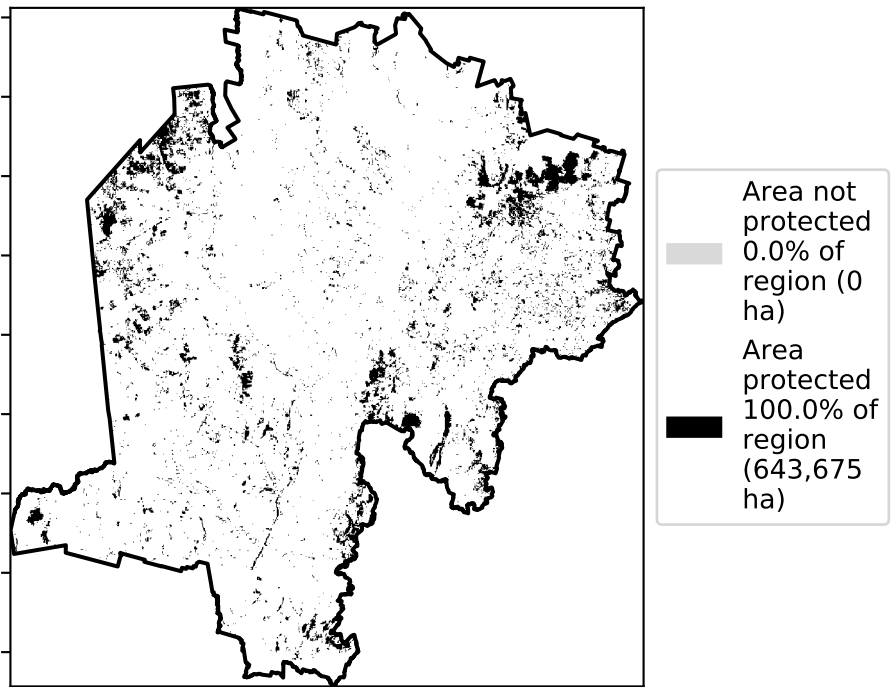 Area not
protected
0.0% of
region (0
ha)
Area
protected
100.0% of
region
(643,675
ha)